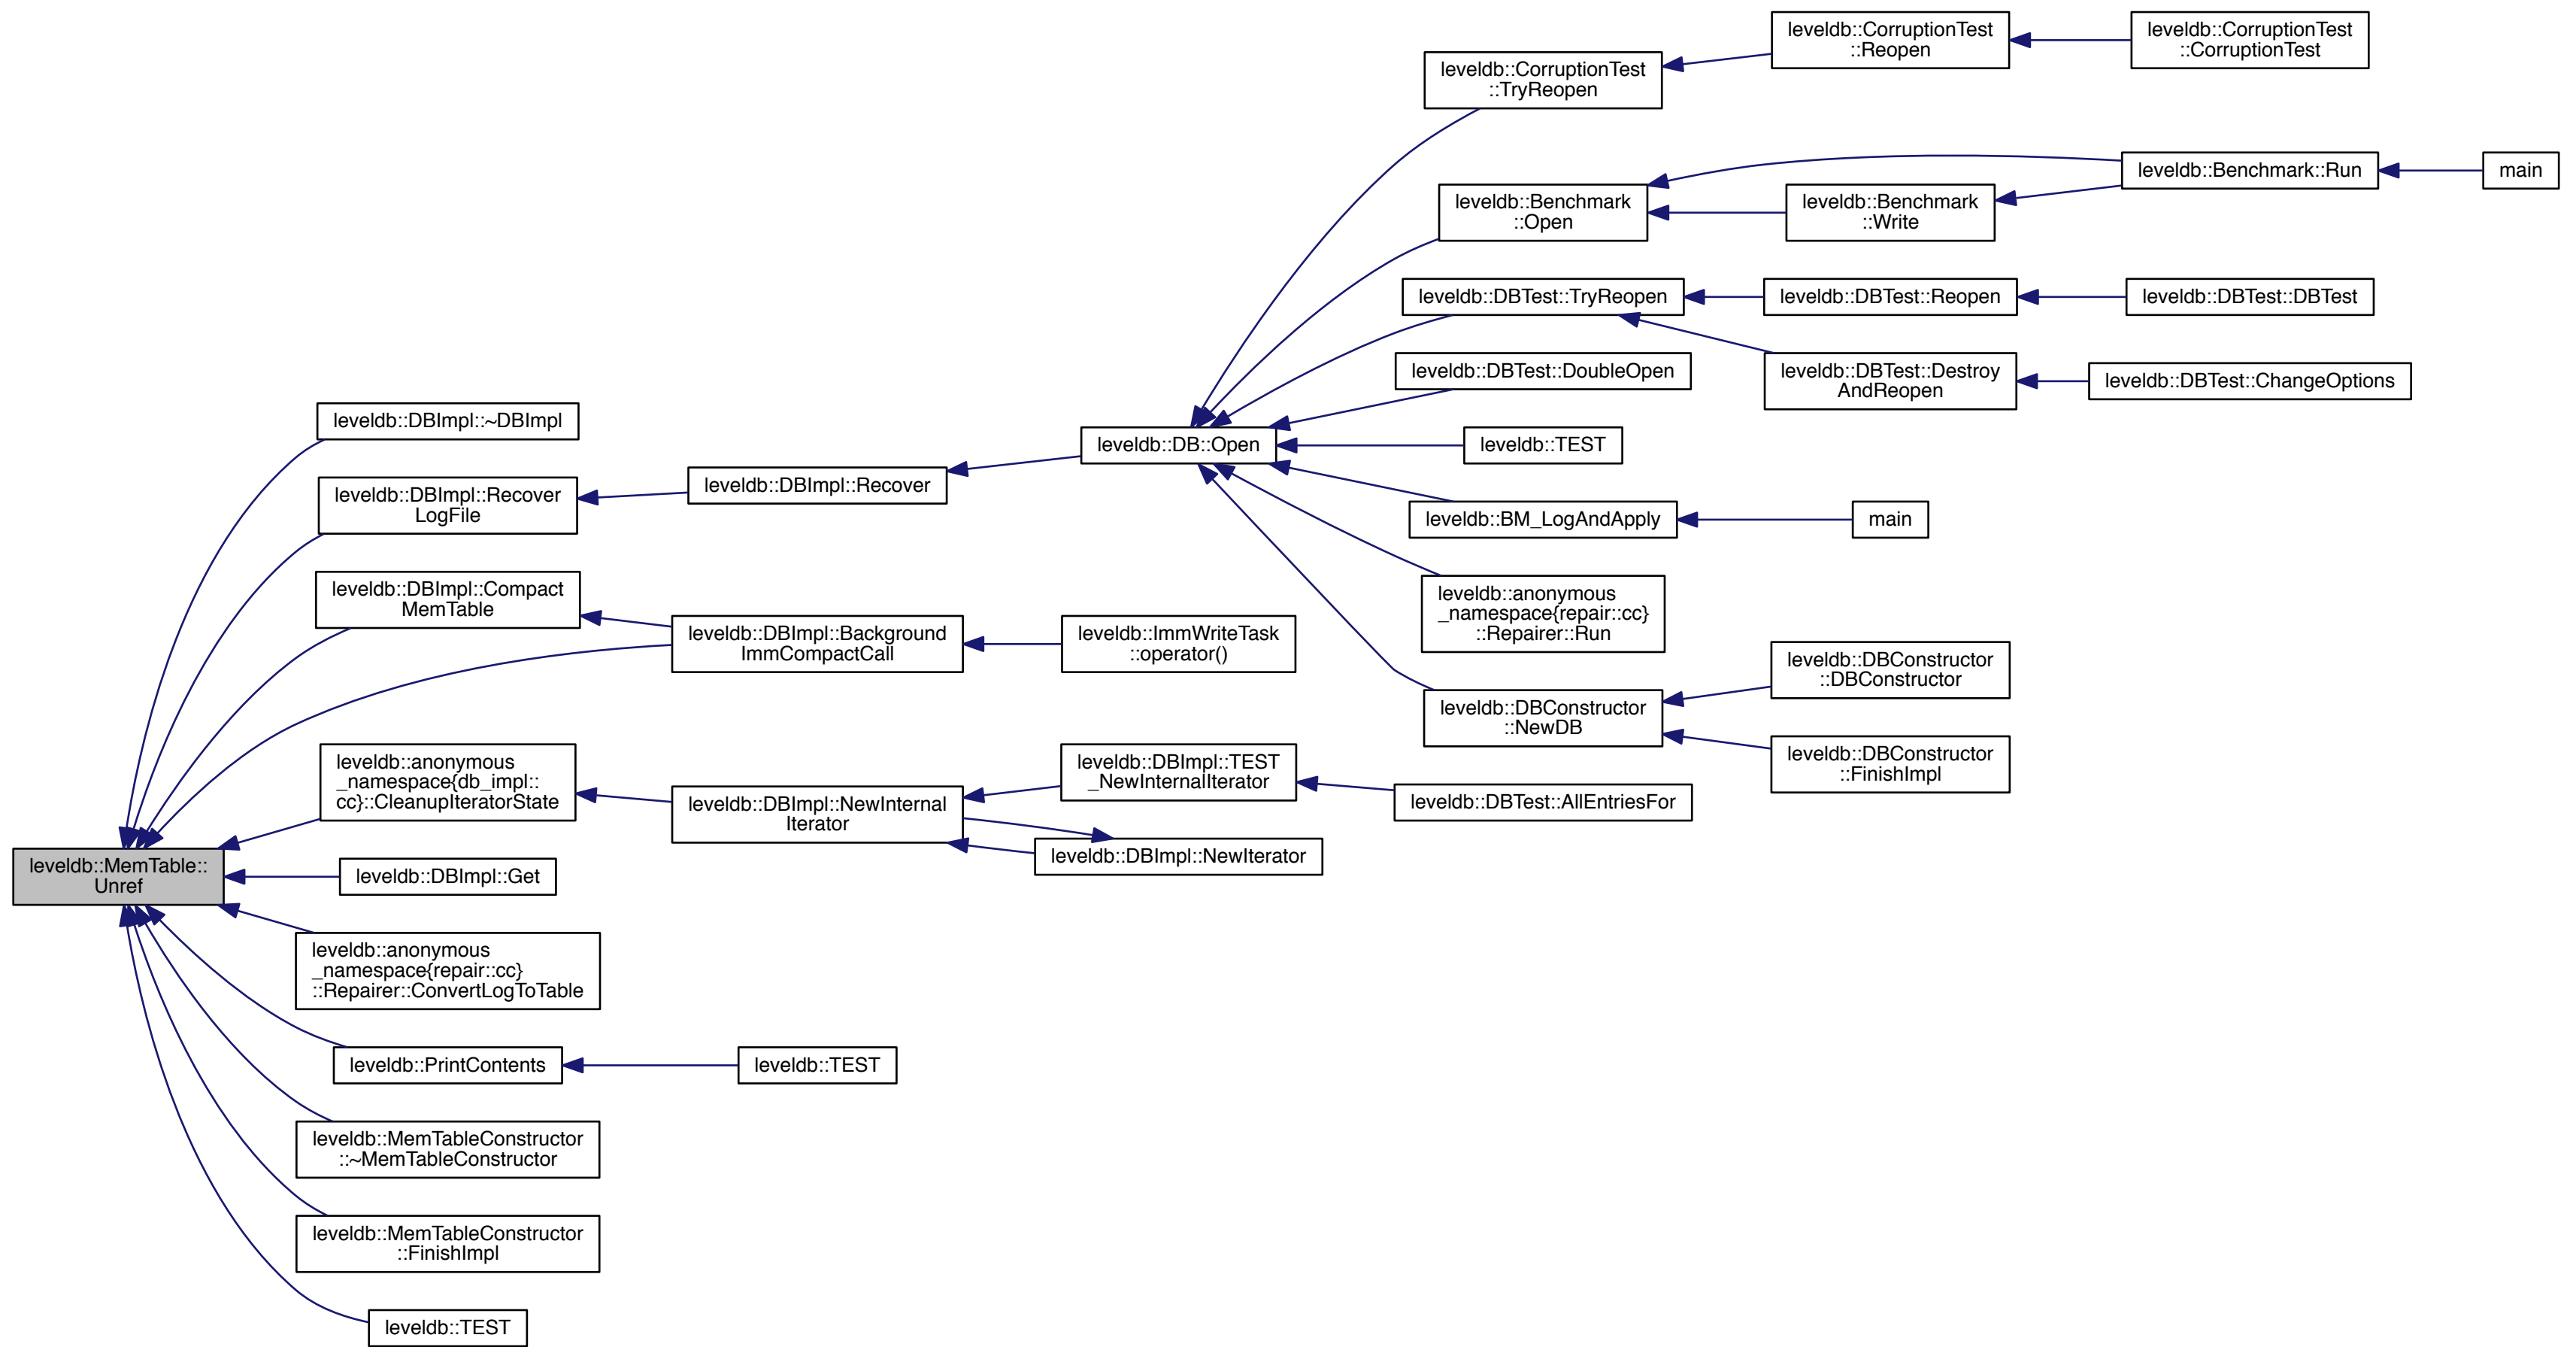 leveldb::CorruptionTest
::Reopen
leveldb::CorruptionTest
::CorruptionTest
leveldb::CorruptionTest
::TryReopen
leveldb::Benchmark::Run
main
leveldb::Benchmark
::Open
leveldb::Benchmark
::Write
leveldb::DBTest::TryReopen
leveldb::DBTest::Reopen
leveldb::DBTest::DBTest
leveldb::DBTest::DoubleOpen
leveldb::DBTest::Destroy
AndReopen
leveldb::DBTest::ChangeOptions
leveldb::DBImpl::~DBImpl
leveldb::DB::Open
leveldb::TEST
leveldb::DBImpl::Recover
LogFile
leveldb::DBImpl::Recover
leveldb::BM_LogAndApply
main
leveldb::DBImpl::Compact
MemTable
leveldb::anonymous
_namespace{repair::cc}
::Repairer::Run
leveldb::DBImpl::Background
ImmCompactCall
leveldb::ImmWriteTask
::operator()
leveldb::DBConstructor
::DBConstructor
leveldb::DBConstructor
::NewDB
leveldb::DBConstructor
::FinishImpl
leveldb::anonymous
_namespace{db_impl::
cc}::CleanupIteratorState
leveldb::DBImpl::NewInternal
Iterator
leveldb::DBImpl::TEST
_NewInternalIterator
leveldb::DBTest::AllEntriesFor
leveldb::DBImpl::NewIterator
leveldb::MemTable::
Unref
leveldb::DBImpl::Get
leveldb::anonymous
_namespace{repair::cc}
::Repairer::ConvertLogToTable
leveldb::PrintContents
leveldb::TEST
leveldb::MemTableConstructor
::~MemTableConstructor
leveldb::MemTableConstructor
::FinishImpl
leveldb::TEST